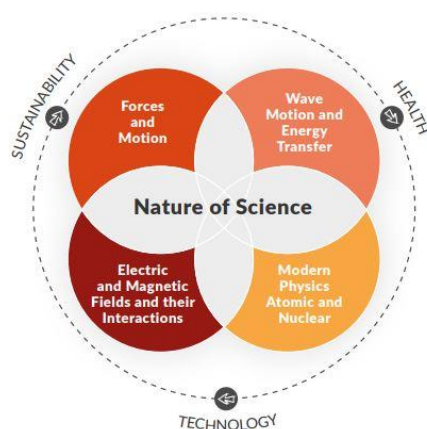 SUSTAINABILITY
HEALTH
Forces
and
Motion
Wave
Motion and
Energy
Transfer
Nature of Science
Electric
and Magnetic
Fields and their
Interactions
Modern
Physics
Atomic and
Nuclear
TECHNOLOGY